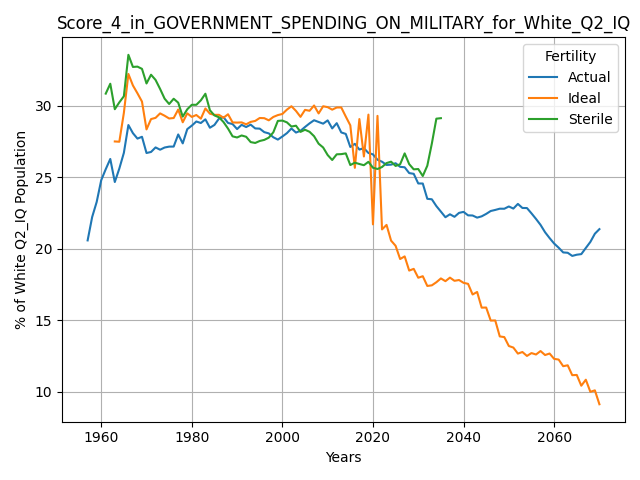 Score_4_in_GOVERNMENT_SPENDING_ON_MILITARY_for_White_Q2_IQ
Fertility
Actual
Ideal
Sterile
% of White Q2_IQ Population
30
25
20
15
10
1960
1980
2000
2020
2040
2060
Years